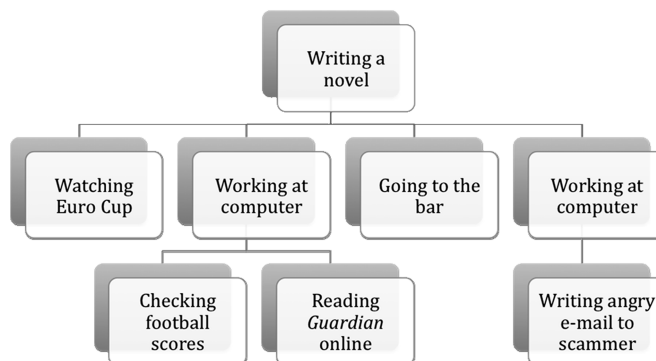 Writing a
novel
Watching
Euro Cup
Working at
computer
Going to the
bar
Working at
computer
Checking
football
scores
Reading
Guardian
online
Writing angry
e-mail to
scammer